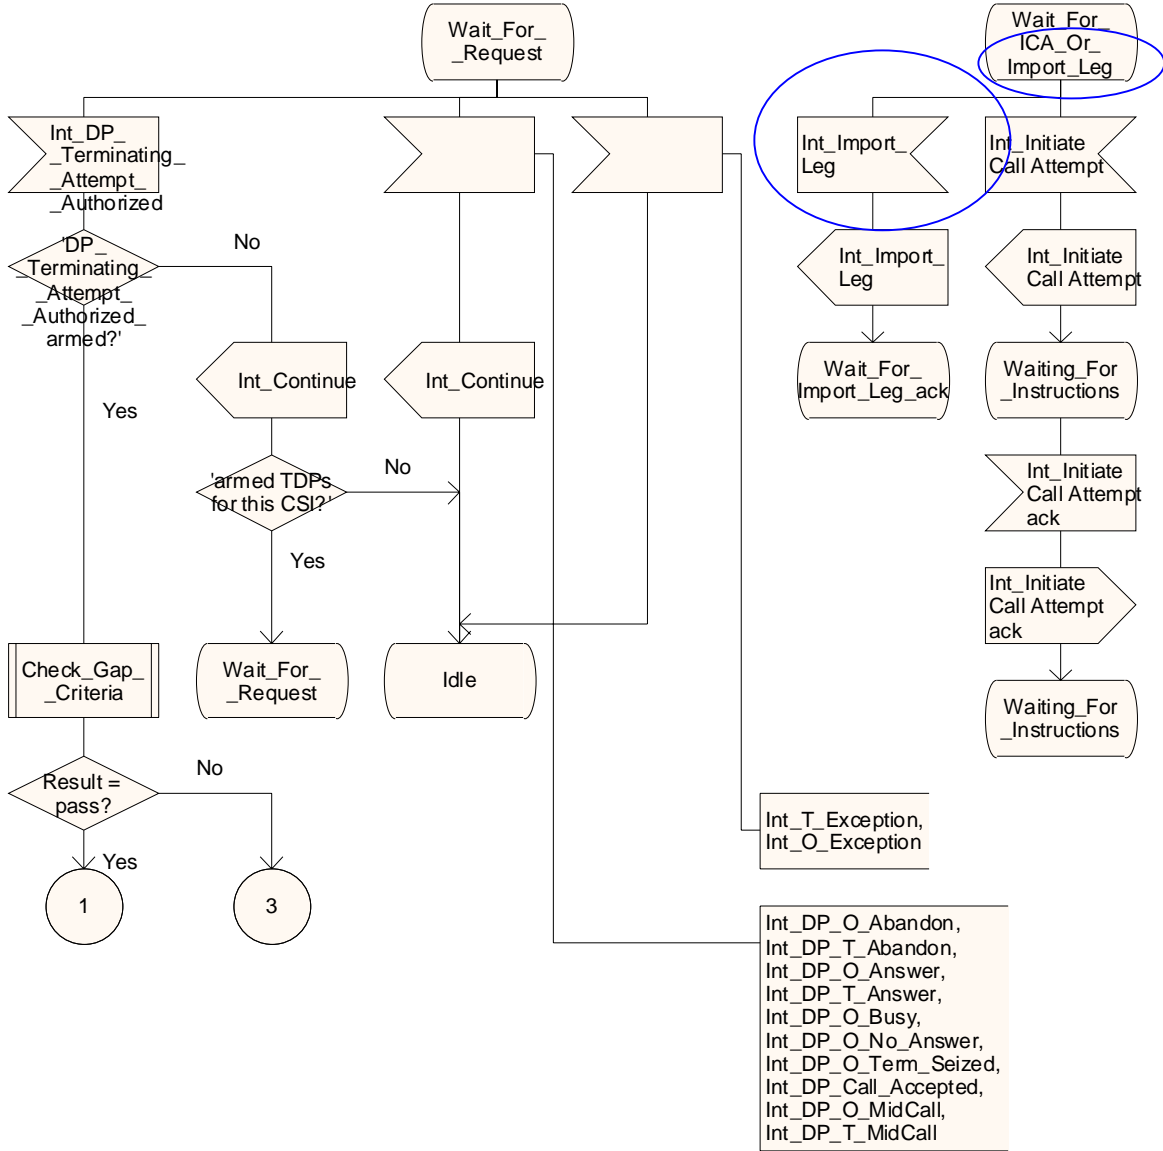 Wait_For_
_Request
Wait_For_
ICA_Or_
Import_Leg
Int_DP_
_Terminating_
_Attempt_
_Authorized
Int_Import_
Leg
Int_Initiate
Call Attempt
'DP_
_Terminating_
_Attempt_
_Authorized_
armed?'
No
Yes
Int_Import_
Leg
Int_Initiate
Call Attempt
Int_Continue
Int_Continue
Wait_For_
Import_Leg_ack
Waiting_For
_Instructions
'armed TDPs
for this CSI?'
No
Yes
Int_Initiate
Call Attempt
ack
Int_Initiate
Call Attempt
ack
Check_Gap_
_Criteria
Wait_For_
_Request
Idle
Waiting_For
_Instructions
Result =
pass?
No
Yes
1
3
Int_T_Exception,
Int_O_Exception
Int_DP_O_Abandon,
Int_DP_T_Abandon,
Int_DP_O_Answer,
Int_DP_T_Answer,
Int_DP_O_Busy,
Int_DP_O_No_Answer,
Int_DP_O_Term_Seized,
Int_DP_Call_Accepted,
Int_DP_O_MidCall,
Int_DP_T_MidCall